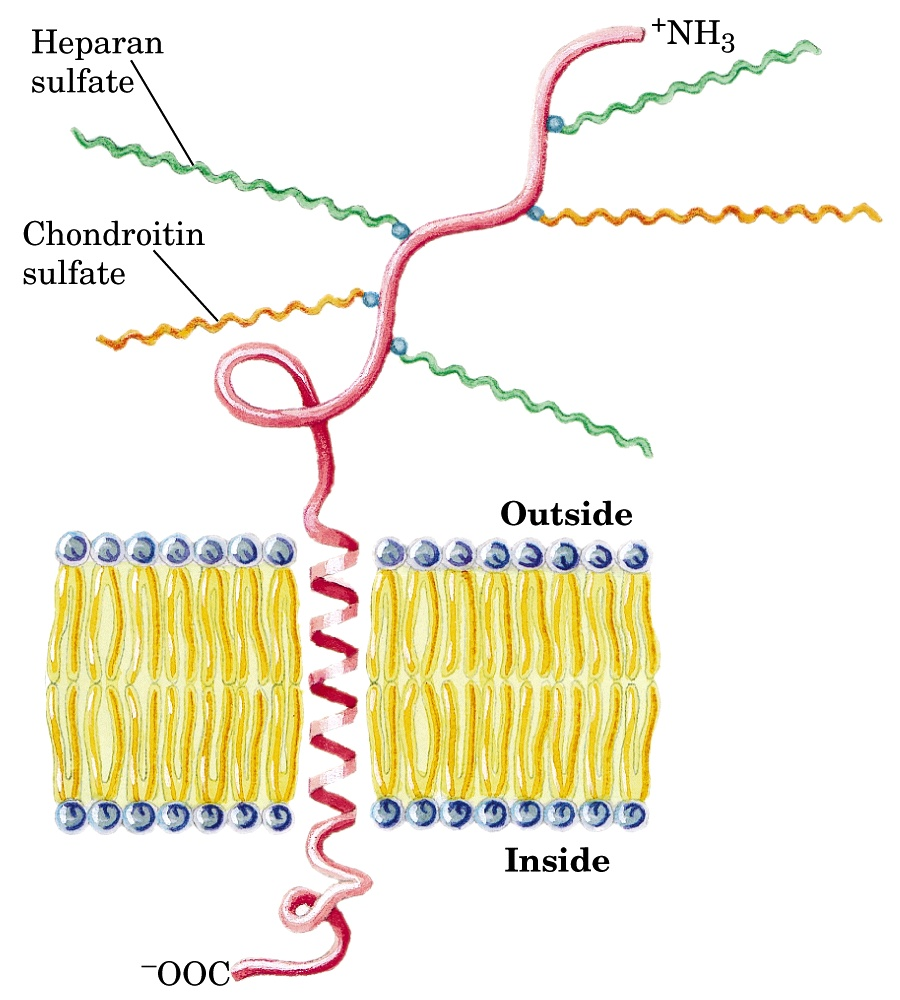 Heparan
sulfate
⁺NH₃
Chondroitin
sulfate
Outside
Inside
⁻OOC